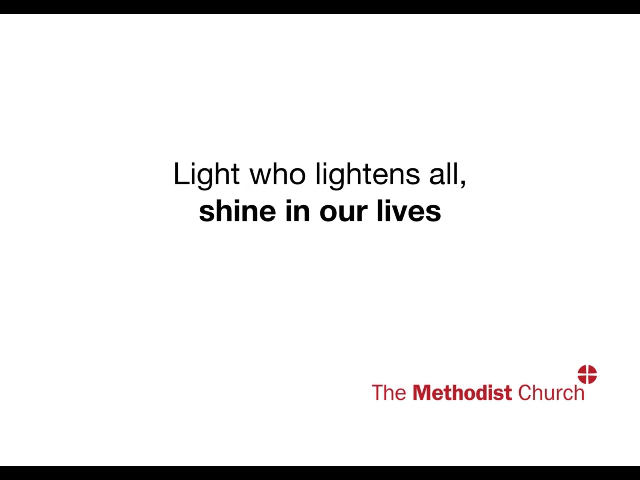 Light who lightens all,
shine in our lives
The Methodist Church